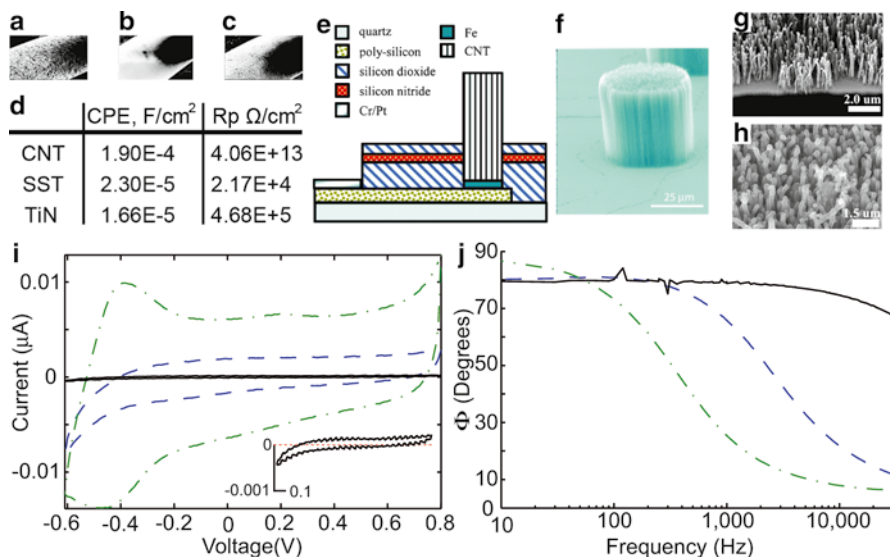 a
b
c
d
CPE, F/cm² Rp Ω/cm²
CNT 1.90E-4 4.06E+13
SST 2.30E-5 2.17E+4
TiN 1.66E-5 4.68E+5
e
quartz
poly-silicon
silicon dioxide
silicon nitride
Cr/Pt
Fe
CNT
f
25 μm
g
2.0 um
h
1.5 um
i
Current (μA)
0.01
0
-0.01
0
-0.001
0.1
-0.6 -0.4 -0.2 0 0.2 0.4 0.6 0.8
Voltage(V)
j
Φ (Degrees)
90
70
50
30
10
0
10 100 1,000 10,000
Frequency (Hz)